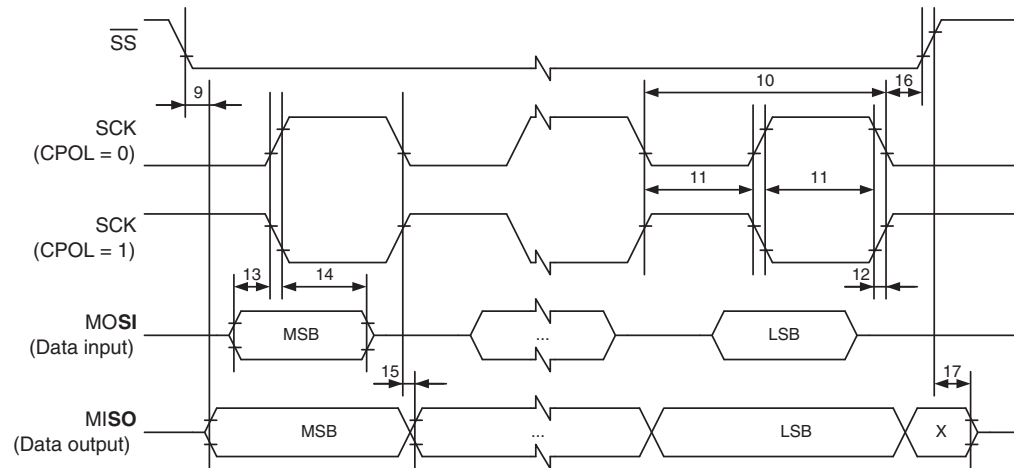 SS
9
10
16
SCK
(CPOL = 0)
11
11
SCK
(CPOL = 1)
13
14
12
MOSI
(Data input)
MSB
...
LSB
15
17
MISO
(Data output)
MSB
...
LSB
X